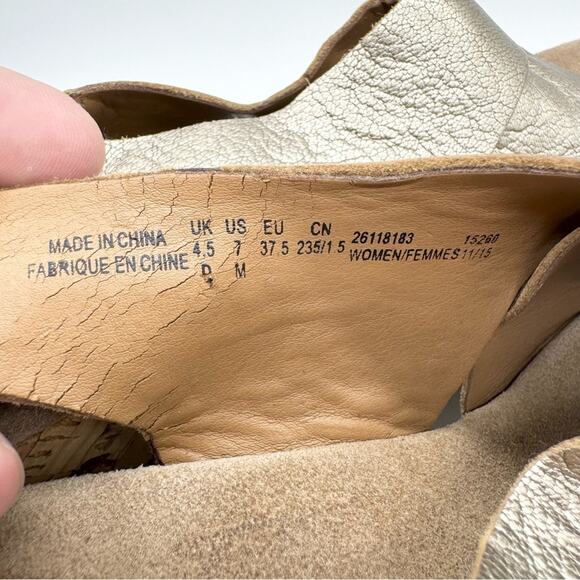 UK US EU CN
MADE IN CHINA 4.5 7 37 5 235/1 5 26118183 15260
FABRIQUE EN CHINE D M WOMEN/FEMMES 11/15